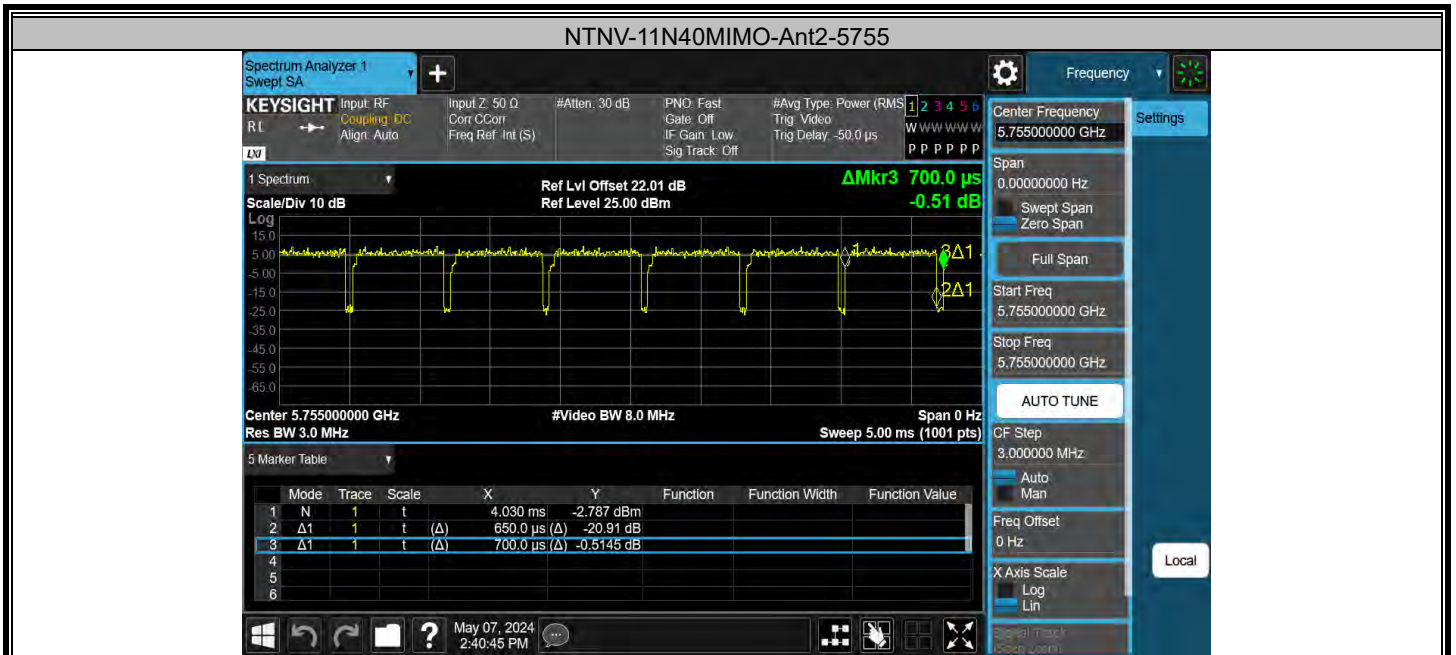 NTNV-11N40MIMO-Ant2-5755
Spectrum Analyzer 1
Swept SA
+
Frequency
KEYSIGHT
RL
LXI
Input: RF
Coupling: DC
Align: Auto
Input Z: 50 Ω
Corr CCorr
Freq Ref: Int (S)
#Atten: 30 dB
PNO: Fast
Gate: Off
IF Gain: Low
Sig Track: Off
#Avg Type: Power (RMS
Trig: Video
Trig Delay: -50.0 µs
1 2 3 4 5 6
W W W W W W
P P P P P P
1 Spectrum
Scale/Div 10 dB
Ref Lvl Offset 22.01 dB
Ref Level 25.00 dBm
ΔMkr3 700.0 µs
-0.51 dB
Log
15.0
5.00
-5.00
-15.0
-25.0
-35.0
-45.0
-55.0
-65.0
1
3Δ1
2Δ1
Center 5.755000000 GHz
#Video BW 8.0 MHz
Span 0 Hz
Res BW 3.0 MHz
Sweep 5.00 ms (1001 pts)
5 Marker Table
Mode Trace Scale X Y Function Function Width Function Value
1 N 1 t 4.030 ms -2.787 dBm
2 Δ1 1 t (Δ) 650.0 µs (Δ) -20.91 dB
3 Δ1 1 t (Δ) 700.0 µs (Δ) -0.5145 dB
4
5
6
May 07, 2024
2:40:45 PM
Center Frequency
5.755000000 GHz
Settings
Span
0.00000000 Hz
Swept Span
Zero Span
Full Span
Start Freq
5.755000000 GHz
Stop Freq
5.755000000 GHz
AUTO TUNE
CF Step
3.000000 MHz
Auto
Man
Freq Offset
0 Hz
X Axis Scale
Log
Lin
Local
Signal Track
(Span Zoom)